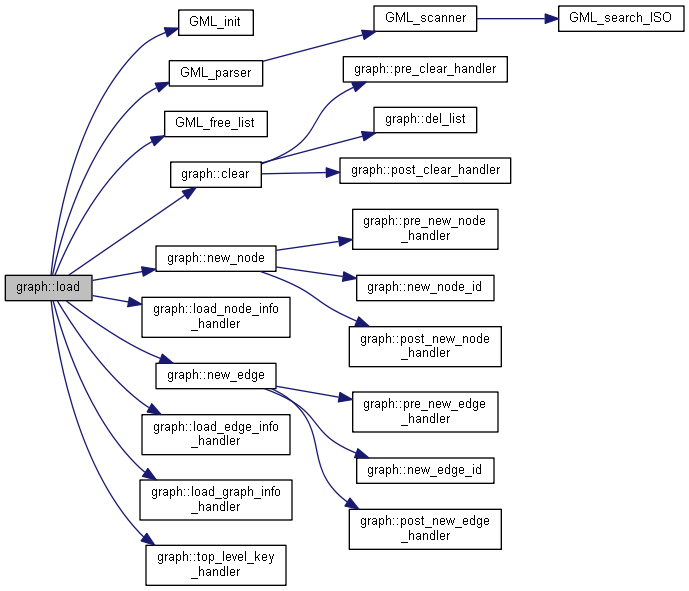 GML_init
GML_scanner
GML_search_ISO
GML_parser
graph::pre_clear_handler
GML_free_list
graph::del_list
graph::clear
graph::post_clear_handler
graph::pre_new_node
_handler
graph::new_node
graph::load
graph::new_node_id
graph::load_node_info
_handler
graph::post_new_node
_handler
graph::new_edge
graph::pre_new_edge
_handler
graph::load_edge_info
_handler
graph::new_edge_id
graph::load_graph_info
_handler
graph::post_new_edge
_handler
graph::top_level_key
_handler